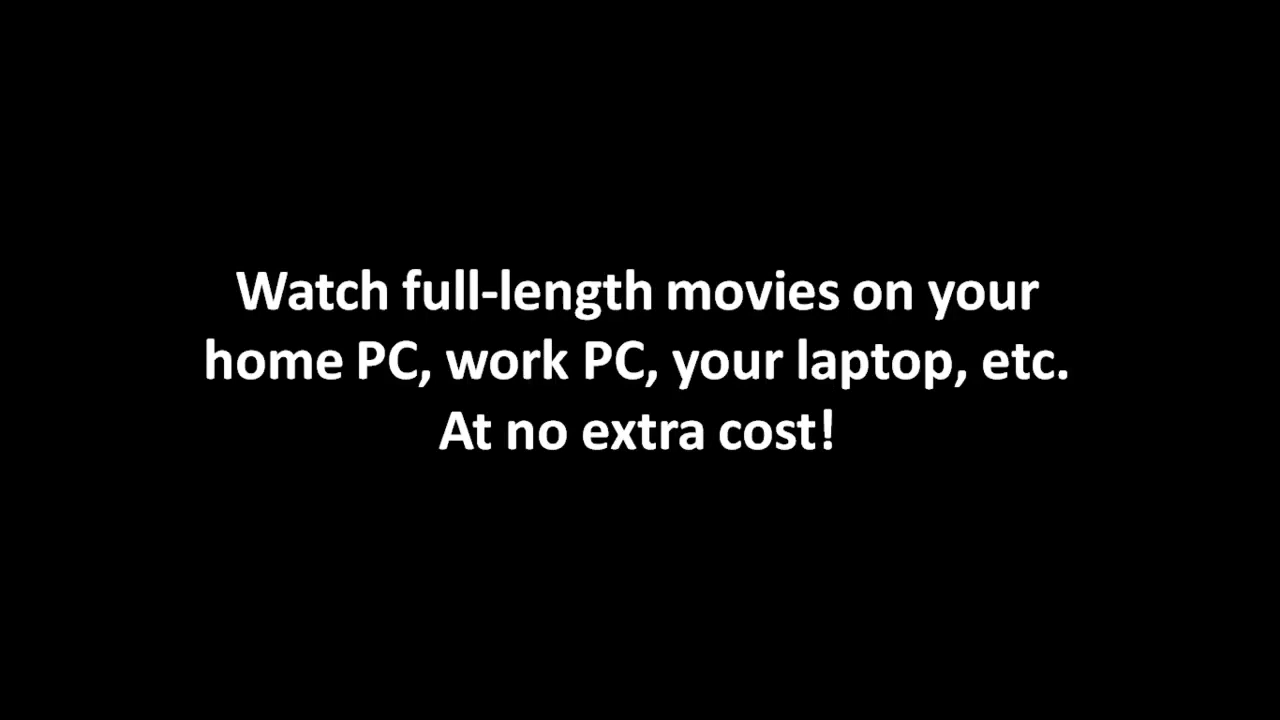 Watch full-length movies on your
home PC, work PC, your laptop, etc.
At no extra cost!